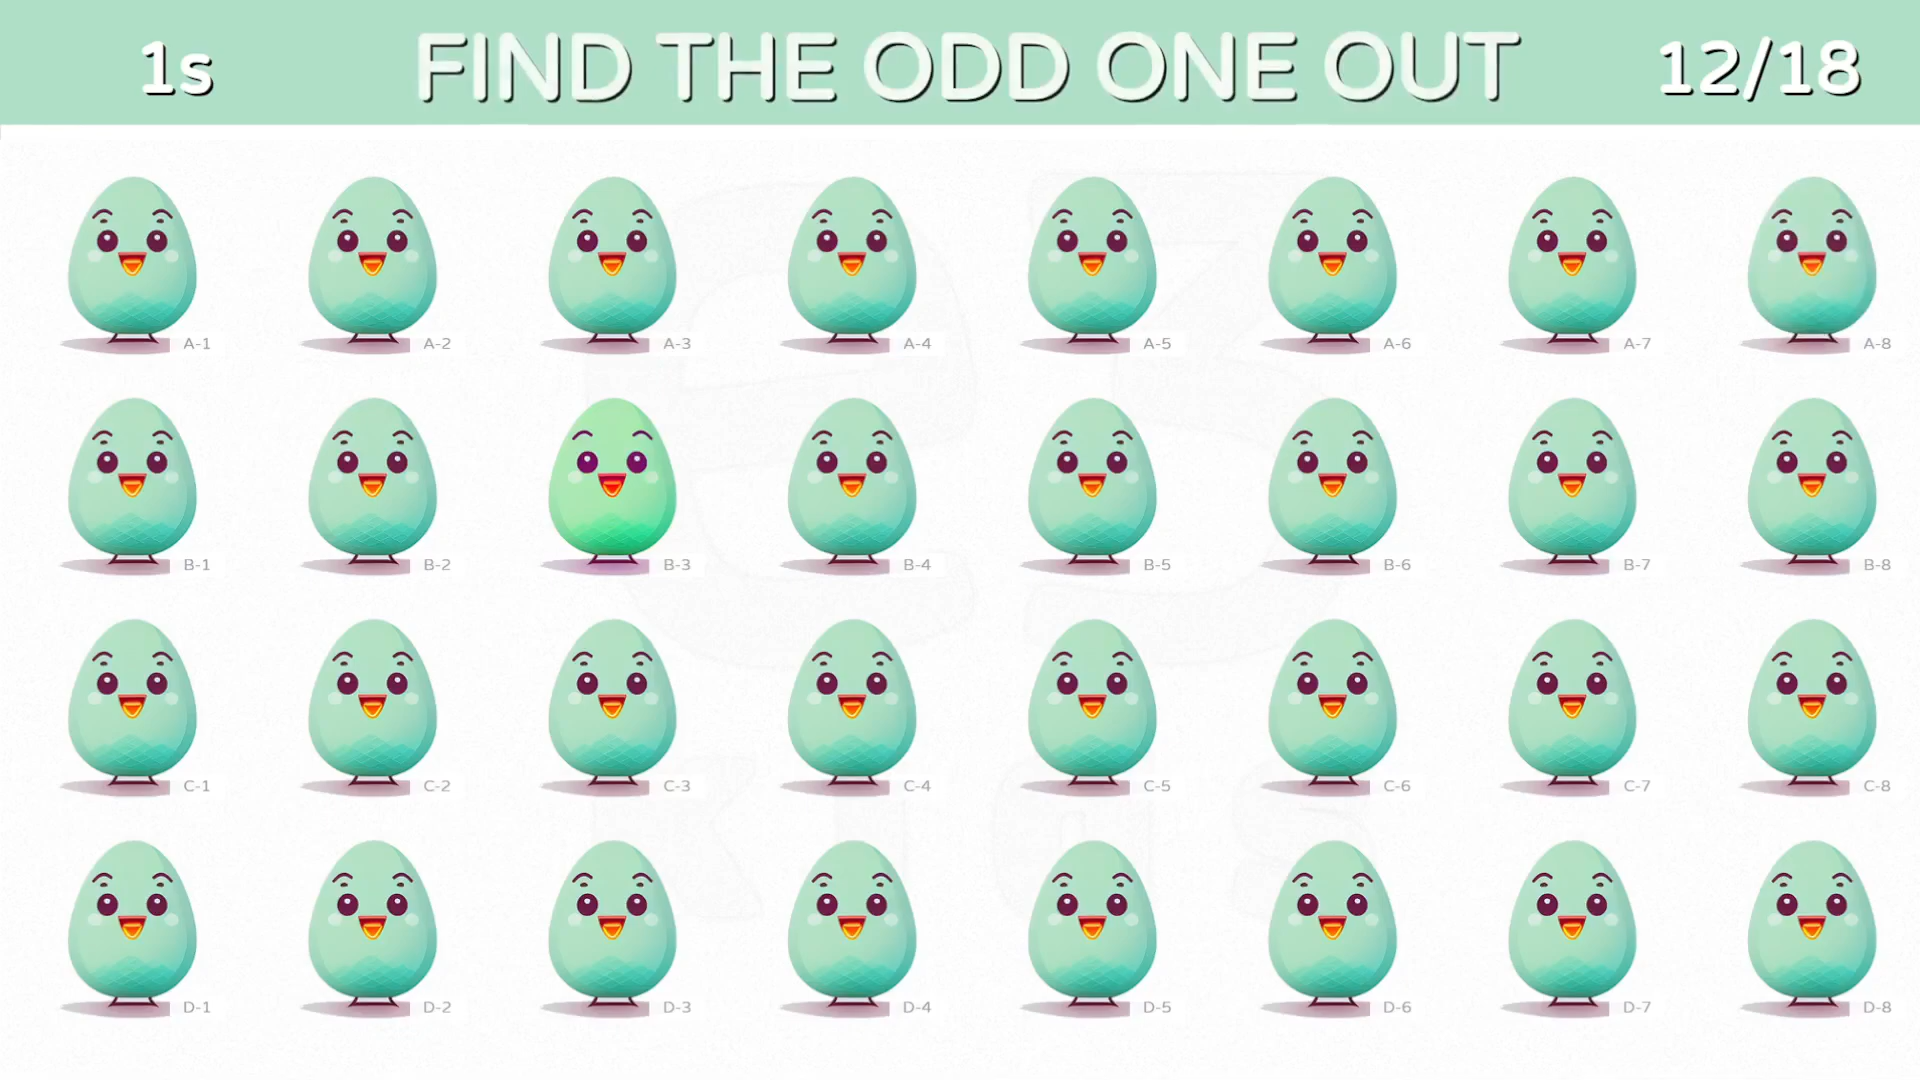 1s FIND THE ODD ONE OUT 12/18
A-1 A-2 A-3 A-4 A-5 A-6 A-7 A-8
B-1 B-2 B-3 B-4 B-5 B-6 B-7 B-8
C-1 C-2 C-3 C-4 C-5 C-6 C-7 C-8
D-1 D-2 D-3 D-4 D-5 D-6 D-7 D-8